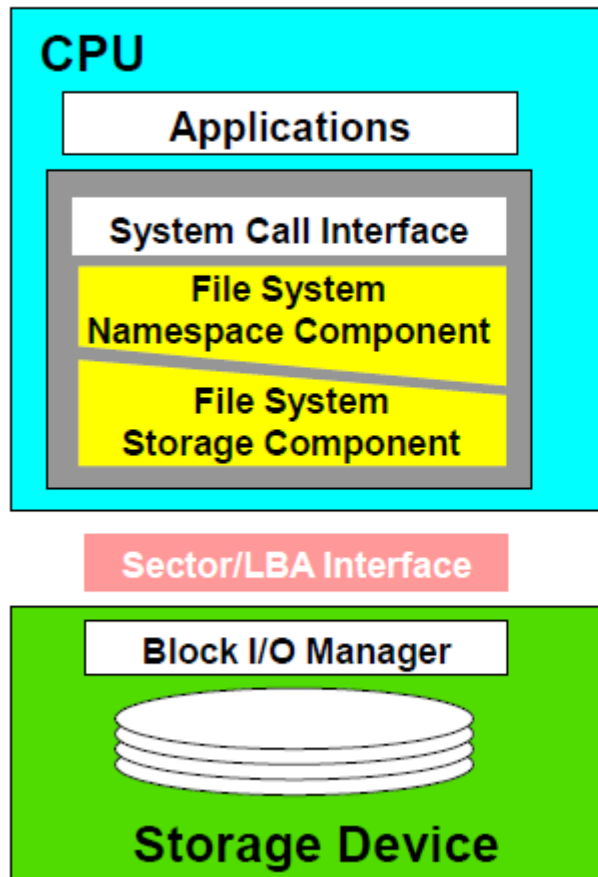 CPU
Applications
System Call Interface
File System
Namespace Component
File System
Storage Component
Sector/LBA Interface
Block I/O Manager
Storage Device